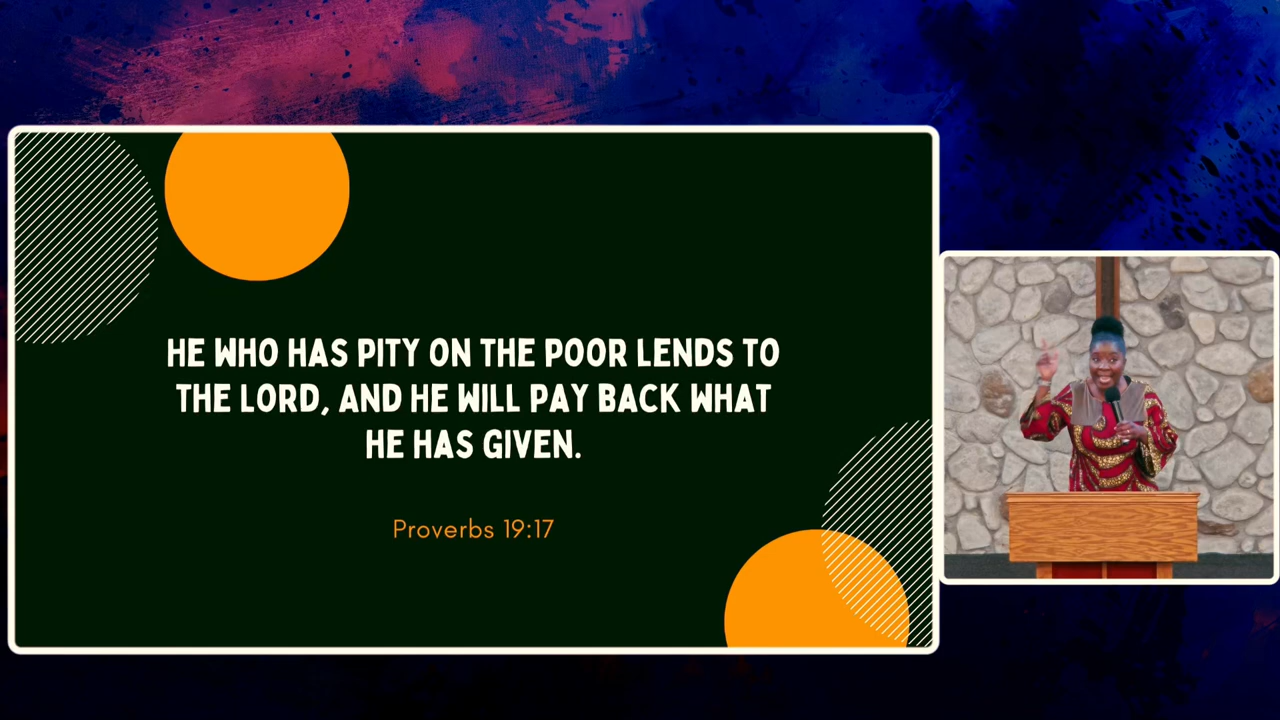 HE WHO HAS PITY ON THE POOR LENDS TO
THE LORD, AND HE WILL PAY BACK WHAT
HE HAS GIVEN.
Proverbs 19:17